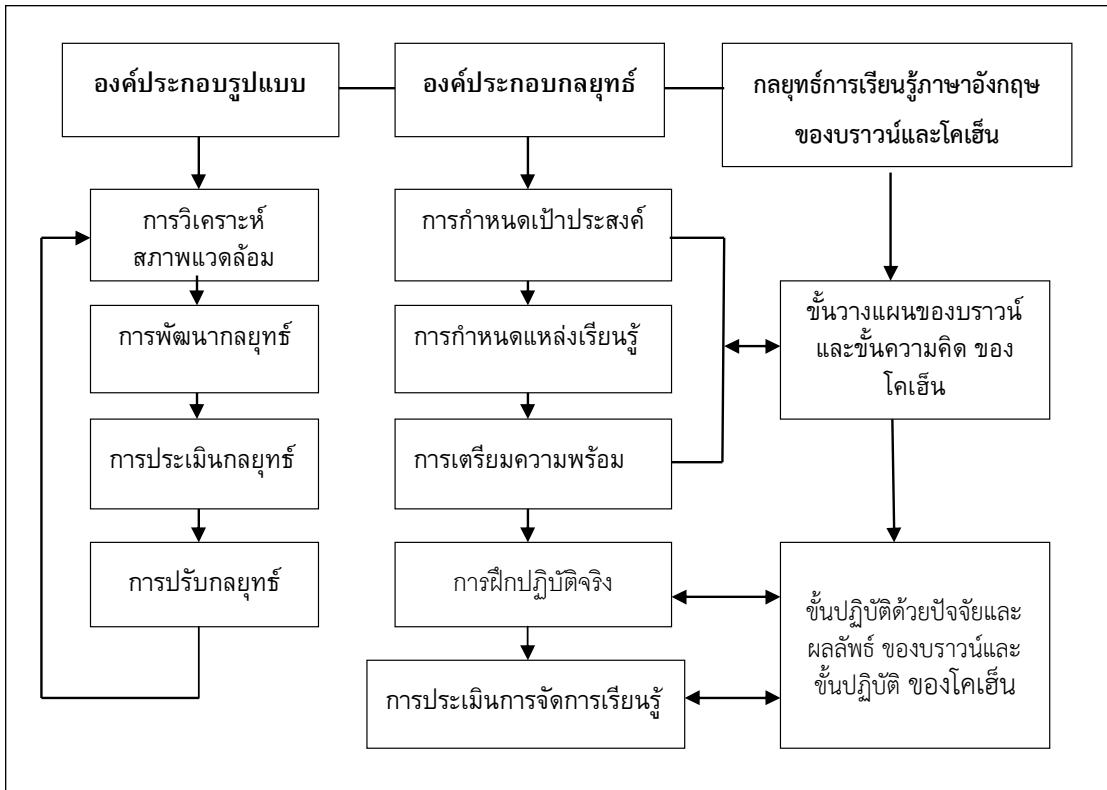 องค์ประกอบรูปแบบ
องค์ประกอบกลยุทธ์
กลยุทธ์การเรียนรู้ภาษาอังกฤษ
ของบราวน์และโคเฮ็น
การวิเคราะห์
สภาพแวดล้อม
การพัฒนากลยุทธ์
การประเมินกลยุทธ์
การปรับกลยุทธ์
การกำหนดเป้าประสงค์
การกำหนดแหล่งเรียนรู้
การเตรียมความพร้อม
การฝึกปฏิบัติจริง
การประเมินการจัดการเรียนรู้
ขั้นวางแผนของบราวน์
และขั้นความคิด ของ
โคเฮ็น
ขั้นปฏิบัติด้วยปัจจัยและ
ผลลัพธ์ ของบราวน์และ
ขั้นปฏิบัติ ของโคเฮ็น